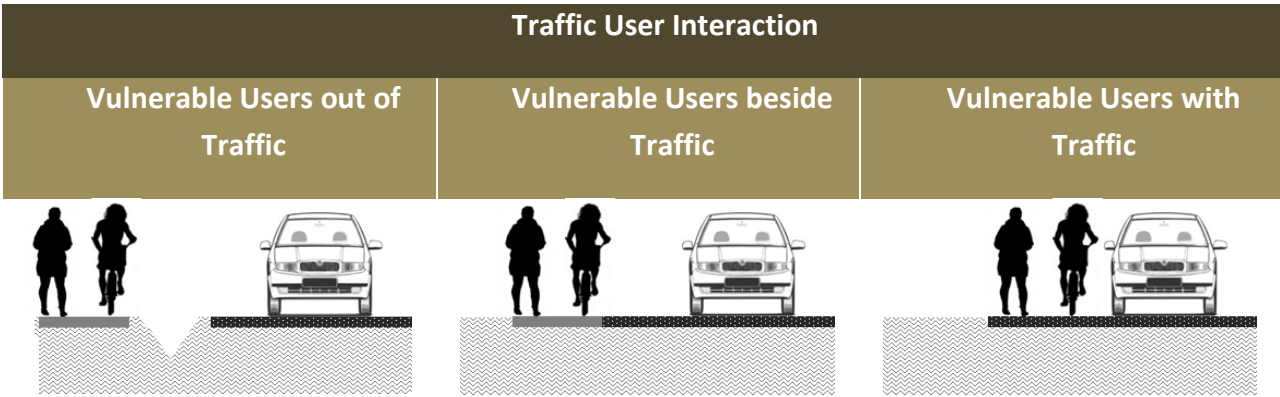 Traffic User Interaction
Vulnerable Users out of
Traffic
Vulnerable Users beside
Traffic
Vulnerable Users with
Traffic